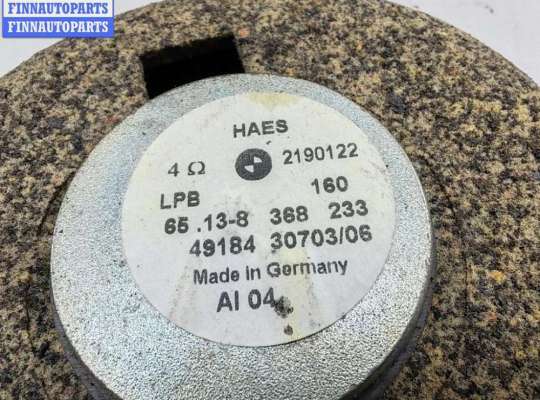 FINNAUTOPARTS
FINNAUTOPARTS
HAES
4 Ω 2190122
LPB 160
65 .13-8 368 233
49184 30703/06
Made in Germany
AI 04